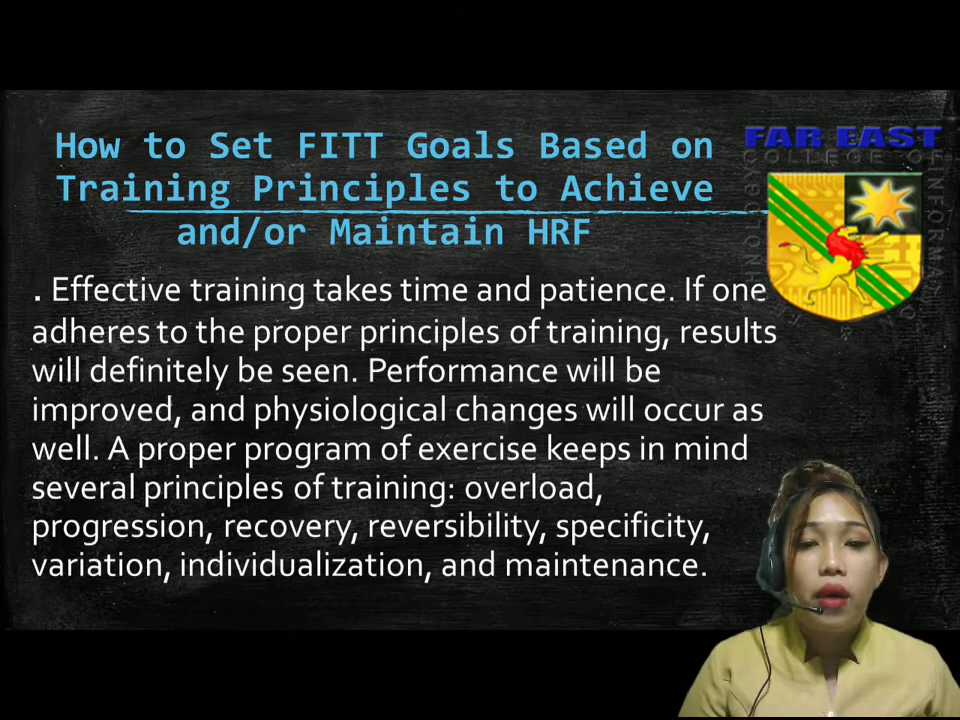 How to Set FITT Goals Based on
Training Principles to Achieve
and/or Maintain HRF
FAR EAST
COLLEGE OF INFORMATION
. Effective training takes time and patience. If one
adheres to the proper principles of training, results
will definitely be seen. Performance will be
improved, and physiological changes will occur as
well. A proper program of exercise keeps in mind
several principles of training: overload,
progression, recovery, reversibility, specificity,
variation, individualization, and maintenance.